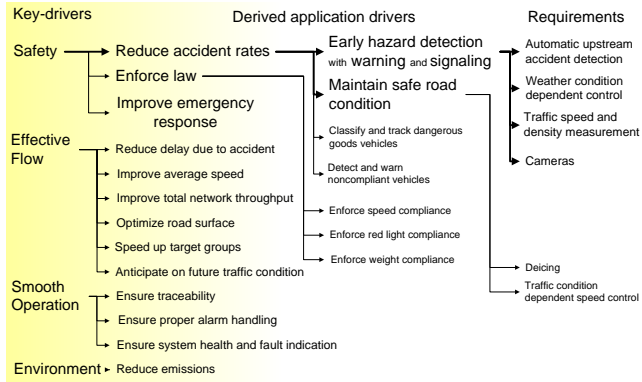 Key-drivers
Derived application drivers
Requirements
Safety
Reduce accident rates
Enforce law
Improve emergency
response
Early hazard detection
with warning and signaling
Maintain safe road
condition
Classify and track dangerous
goods vehicles
Detect and warn
noncompliant vehicles
Enforce speed compliance
Enforce red light compliance
Enforce weight compliance
Automatic upstream
accident detection
Weather condition
dependent control
Traffic speed and
density measurement
Cameras
Deicing
Traffic condition
dependent speed control
Effective
Flow
Reduce delay due to accident
Improve average speed
Improve total network throughput
Optimize road surface
Speed up target groups
Anticipate on future traffic condition
Smooth
Operation
Ensure traceability
Ensure proper alarm handling
Ensure system health and fault indication
Environment
Reduce emissions